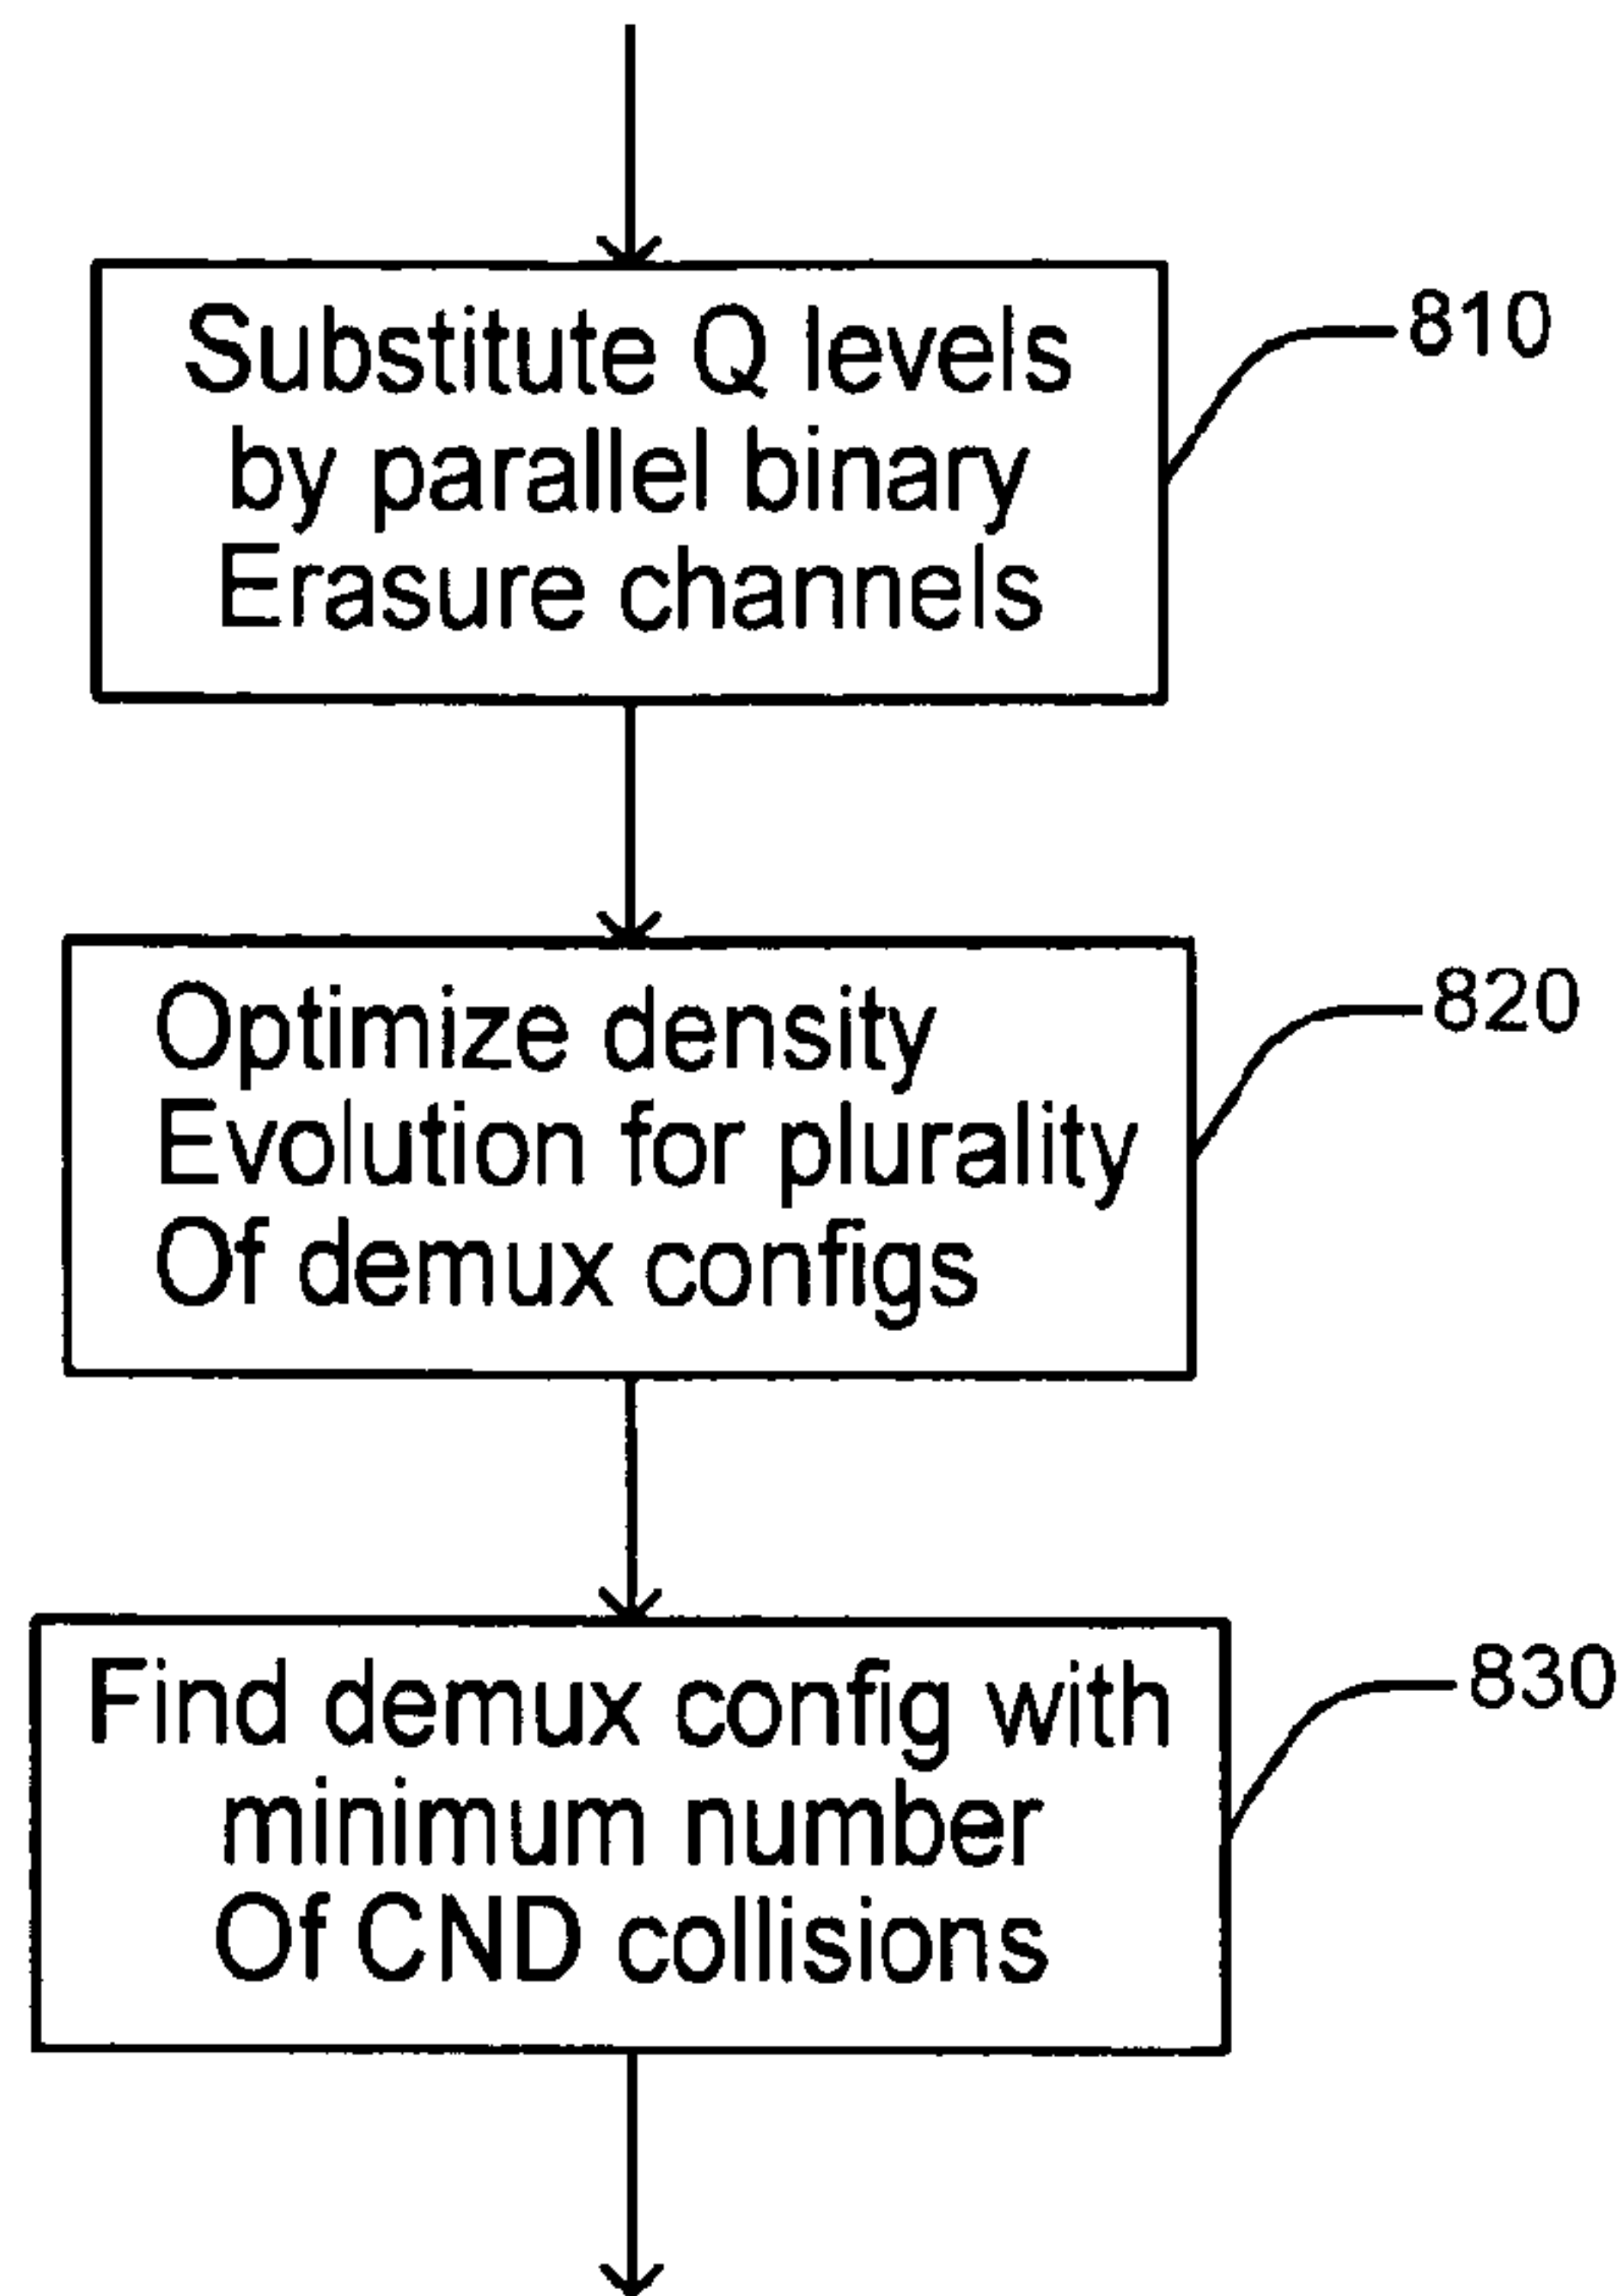 Substitute Q levels
by parallel binary
Erasure channels
810
Optimize density
Evolution for plurality
Of demux configs
820
Find demux config with
minimum number
Of CND collisions
830